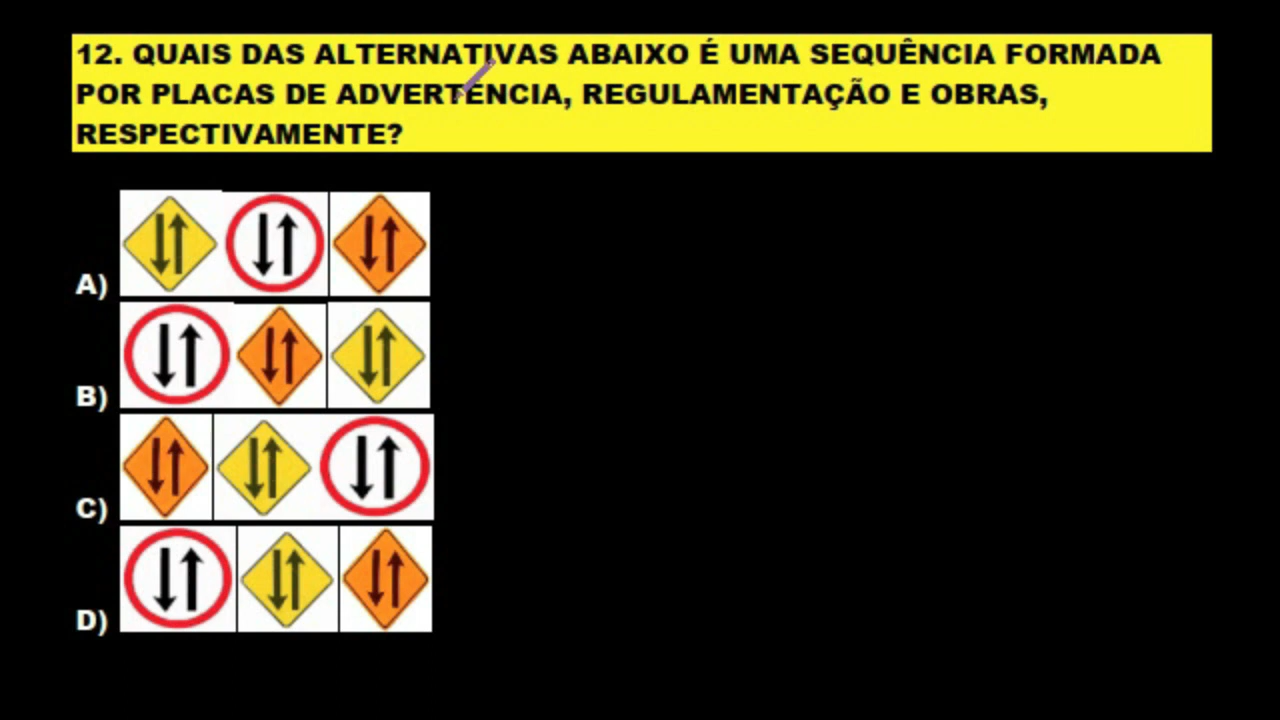 12. QUAIS DAS ALTERNATIVAS ABAIXO É UMA SEQUÊNCIA FORMADA
POR PLACAS DE ADVERTÊNCIA, REGULAMENTAÇÃO E OBRAS,
RESPECTIVAMENTE?
A)
B)
C)
D)